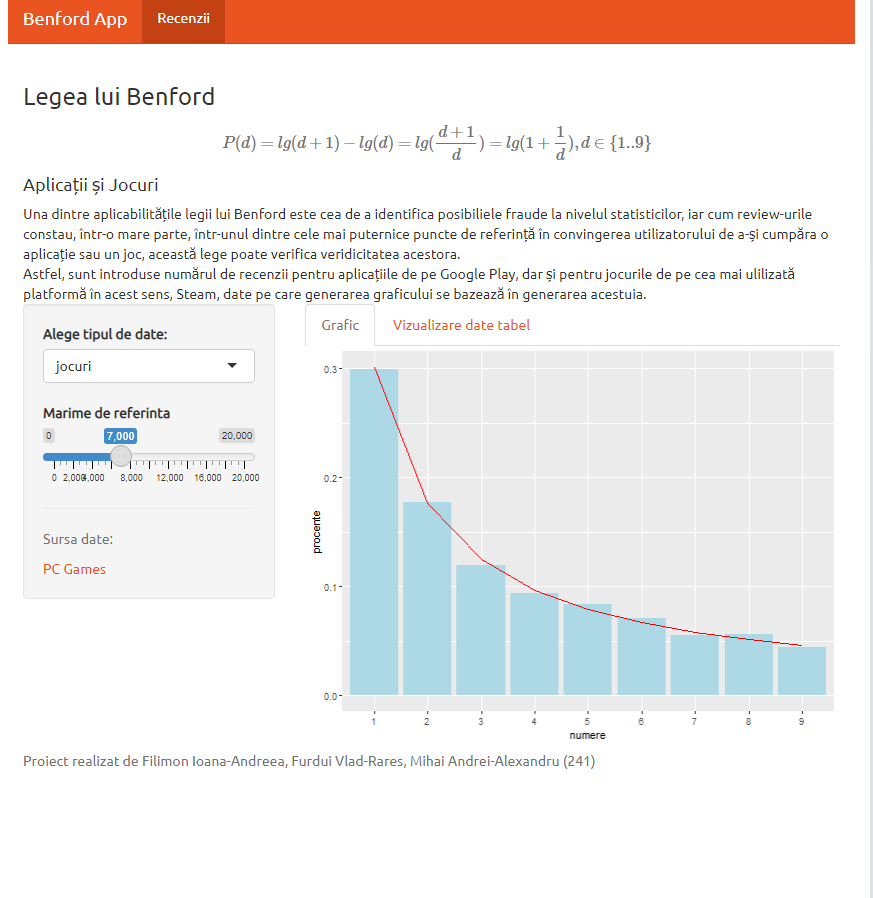 Benford App Recenzii
Legea lui Benford
P(d) = lg(d + 1) − lg(d) = lg(\frac{d+1}{d}) = lg(1 + \frac{1}{d}), d ∈ {1..9}
Aplicații și Jocuri
Una dintre aplicabilitățile legii lui Benford este cea de a identifica posibiliele fraude la nivelul statisticilor, iar cum review-urile
constau, într-o mare parte, într-unul dintre cele mai puternice puncte de referință în convingerea utilizatorului de a-și cumpăra o
aplicație sau un joc, această lege poate verifica veridicitatea acestora.
Astfel, sunt introduse numărul de recenzii pentru aplicațiile de pe Google Play, dar și pentru jocurile de pe cea mai ulilizată
platformă în acest sens, Steam, date pe care generarea graficului se bazează în generarea acestuia.
Alege tipul de date:
jocuri
Marime de referinta
0 7,000 20,000
0 2,000 4,000 8,000 12,000 16,000 20,000
Sursa date:
PC Games
Grafic Vizualizare date tabel
procente
0.3
0.2
0.1
0.0
1 2 3 4 5 6 7 8 9
numere
Proiect realizat de Filimon Ioana-Andreea, Furdui Vlad-Rares, Mihai Andrei-Alexandru (241)